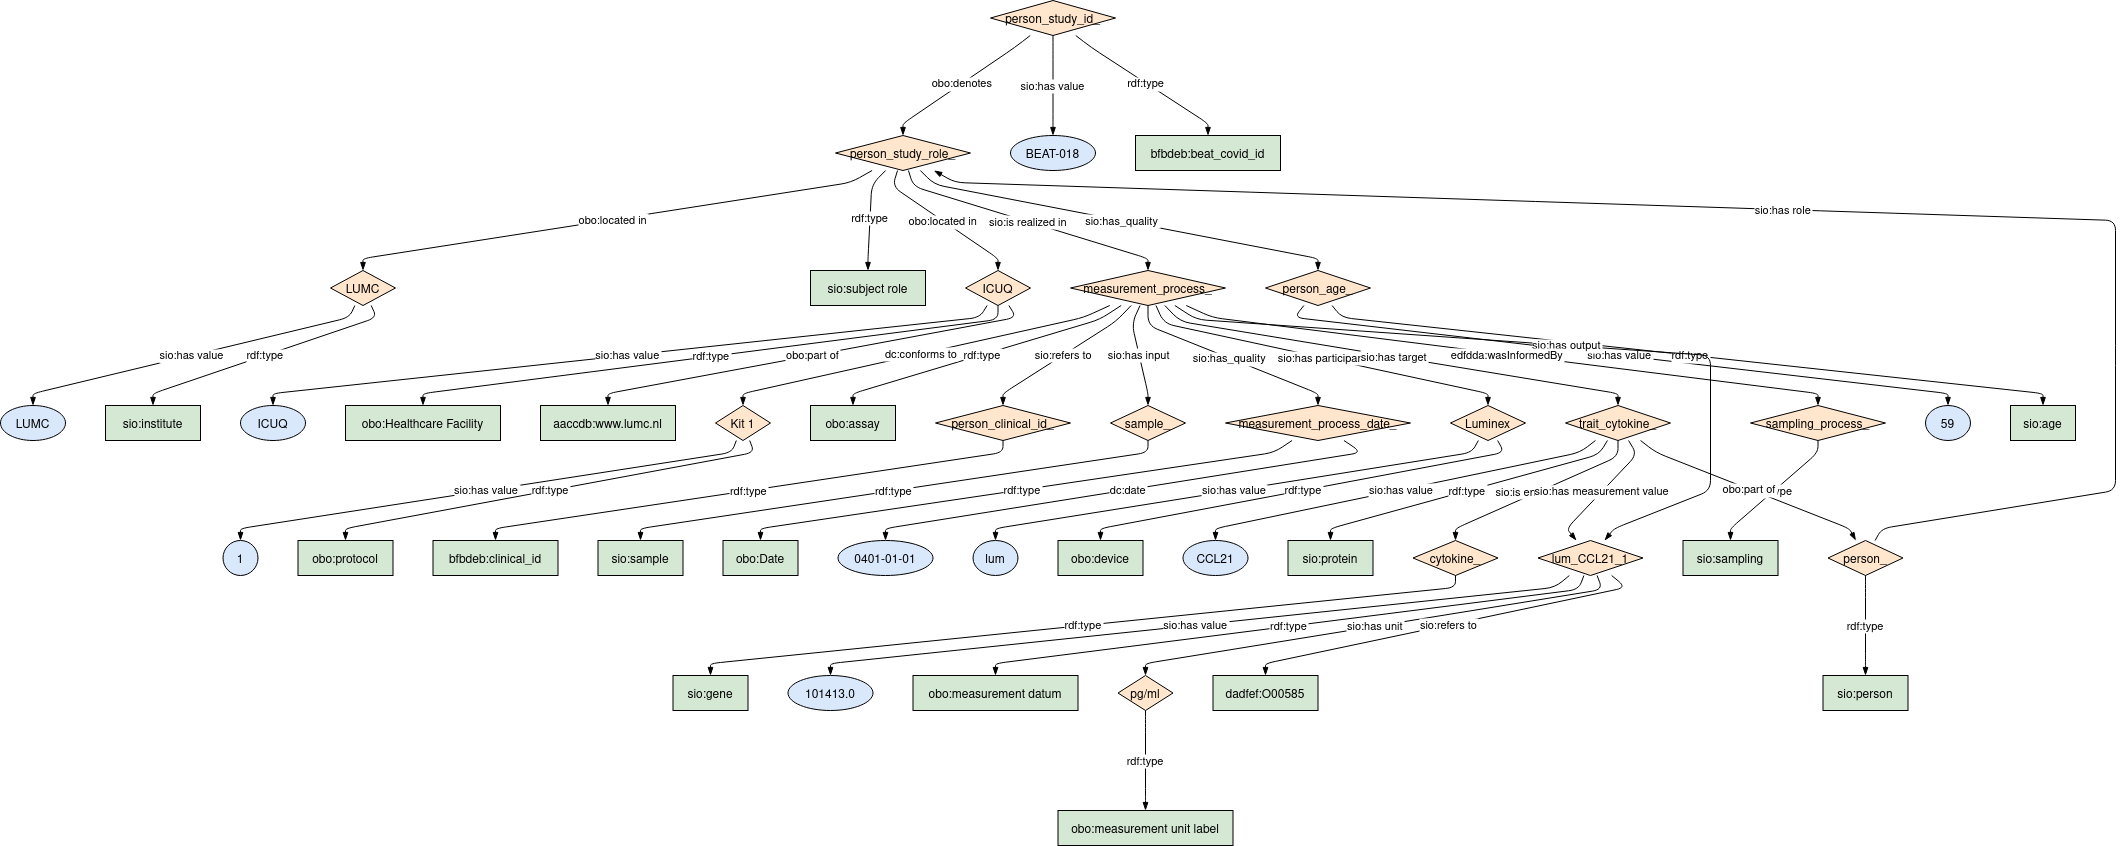 person_study_id_
obo:denotes
sio:has value
rdf:type
person_study_role_
BEAT-018
bfbdeb:beat_covid_id
obo:located in
rdf:type
obo:located in
sio:is realized in
sio:has_quality
sio:has role
LUMC
sio:subject role
ICUQ
measurement_process_
person_age_
sio:has value
rdf:type
sio:has value
rdf:type
obo:part of
dc:conforms to
rdf:type
sio:refers to
sio:has input
sio:has_quality
sio:has participan
sio:has target
edfdda:wasInformedBy
sio:has output
sio:has value
rdf:type
LUMC
sio:institute
ICUQ
obo:Healthcare Facility
aaccdb:www.lumc.nl
Kit 1
obo:assay
person_clinical_id_
sample_
measurement_process_date_
Luminex
trait_cytokine_
sampling_process_
59
sio:age
sio:has value
rdf:type
rdf:type
rdf:type
rdf:type
dc:date
sio:has value
rdf:type
sio:has value
rdf:type
sio:is en
sio:has measurement value
obo:part of
1
obo:protocol
bfbdeb:clinical_id
sio:sample
obo:Date
0401-01-01
lum
obo:device
CCL21
sio:protein
cytokine_
lum_CCL21_1
sio:sampling
person_
rdf:type
sio:has value
rdf:type
sio:has unit
sio:refers to
rdf:type
sio:gene
101413.0
obo:measurement datum
pg/ml
dadfef:O00585
sio:person
rdf:type
obo:measurement unit label